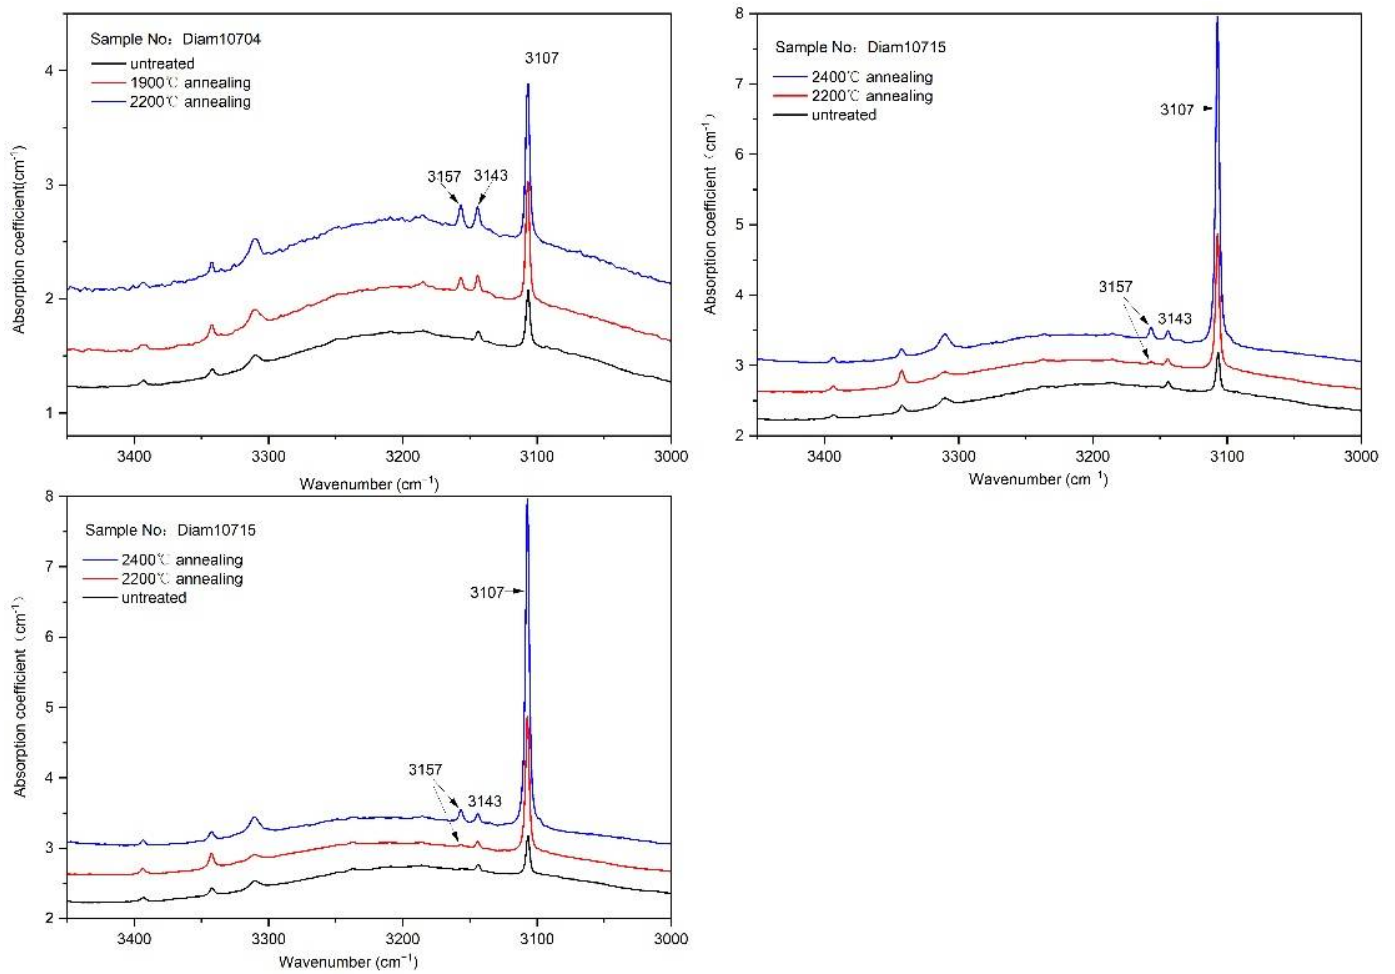 Sample No: Diam10704
untreated
1900℃ annealing
2200℃ annealing
3107
3157
3143
4
3
2
1
Absorption coefficient(cm⁻¹)
3400
3300
3200
3100
3000
Wavenumber (cm⁻¹)
Sample No: Diam10715
2400℃ annealing
2200℃ annealing
untreated
3107
3157
3143
8
7
6
5
4
3
2
Absorption coefficient (cm⁻¹)
3400
3300
3200
3100
3000
Wavenumber (cm⁻¹)
Sample No: Diam10715
2400℃ annealing
2200℃ annealing
untreated
3107
3157
3143
8
7
6
5
4
3
2
Absorption coefficient (cm⁻¹)
3400
3300
3200
3100
3000
Wavenumber (cm⁻¹)